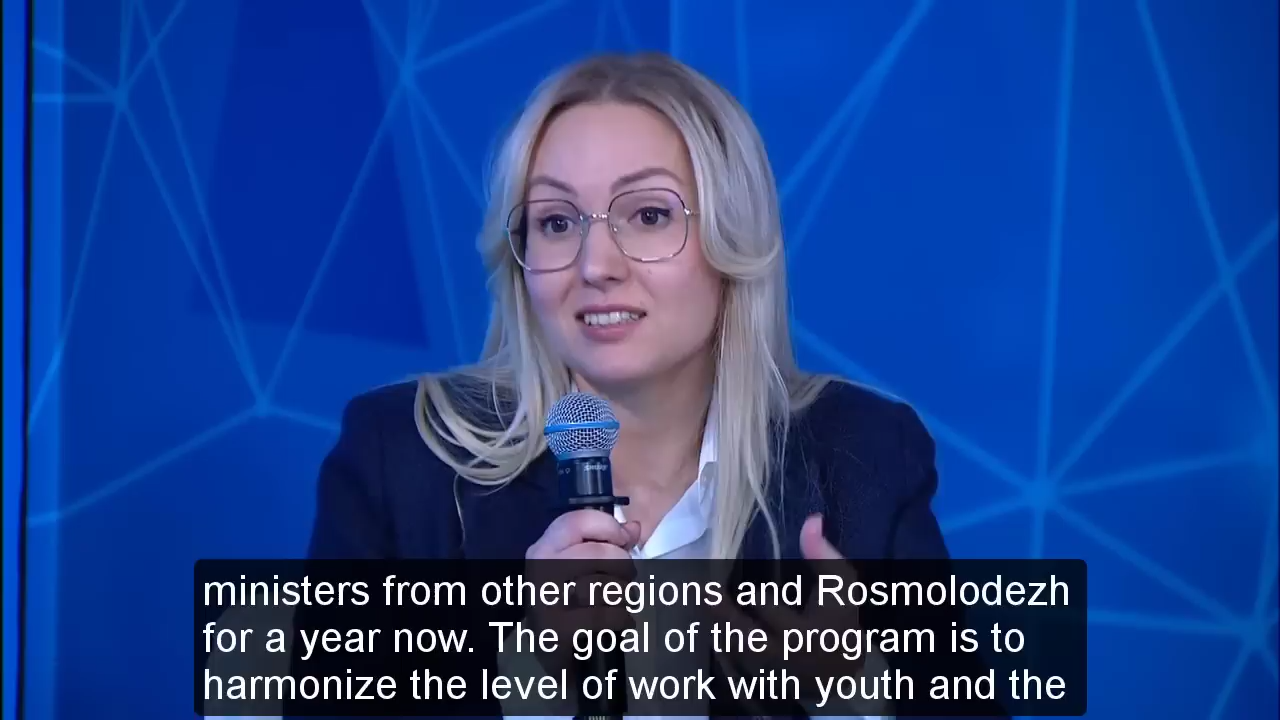 ministers from other regions and Rosmolodezh
for a year now. The goal of the program is to
harmonize the level of work with youth and the